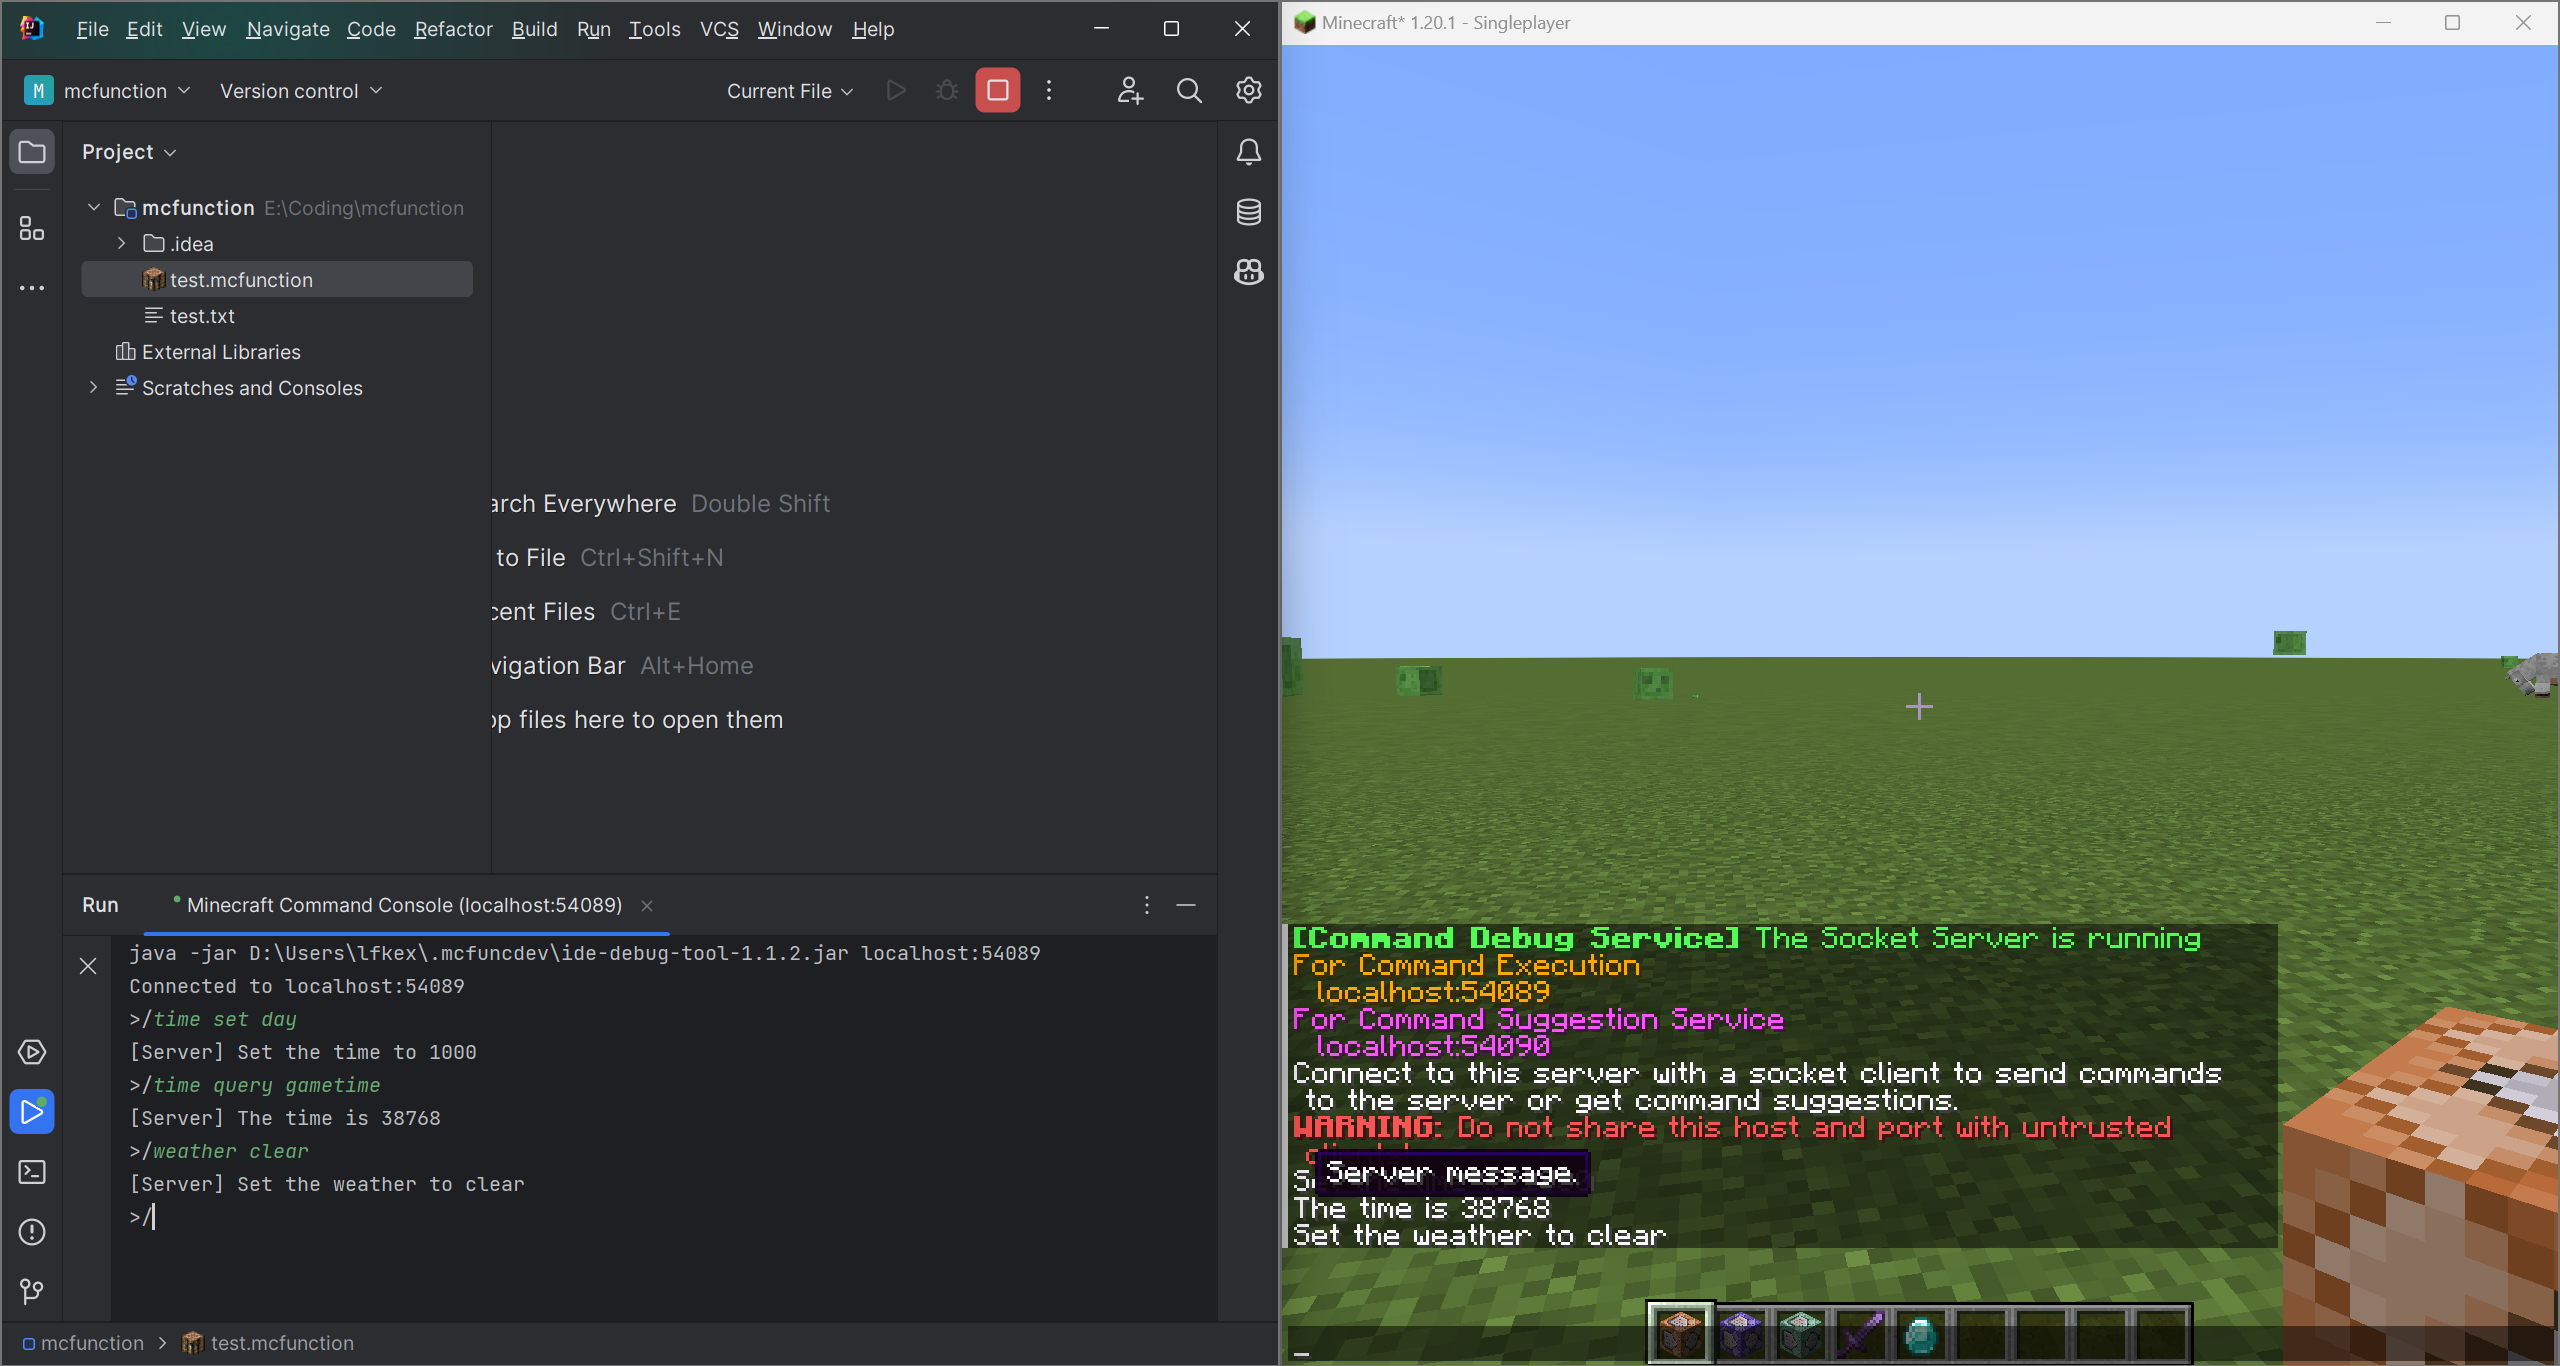 File Edit View Navigate Code Refactor Build Run Tools VCS Window Help
M mcfunction Version control Current File
Project
mcfunction E:\Coding\mcfunction
.idea
test.mcfunction
test.txt
External Libraries
Scratches and Consoles
arch Everywhere Double Shift
to File Ctrl+Shift+N
cent Files Ctrl+E
vigation Bar Alt+Home
op files here to open them
Run Minecraft Command Console (localhost:54089)
java -jar D:\Users\lfkex\.mcfuncdev\ide-debug-tool-1.1.2.jar localhost:54089
Connected to localhost:54089
>/time set day
[Server] Set the time to 1000
>/time query gametime
[Server] The time is 38768
>/weather clear
[Server] Set the weather to clear
>/
mcfunction > test.mcfunction
Minecraft* 1.20.1 - Singleplayer
[Command Debug Service] The Socket Server is running
For Command Execution
localhost:54089
For Command Suggestion Service
localhost:54090
Connect to this server with a socket client to send commands
to the server or get command suggestions.
WARNING: Do not share this host and port with untrusted
Server message.
The time is 38768
Set the weather to clear
_